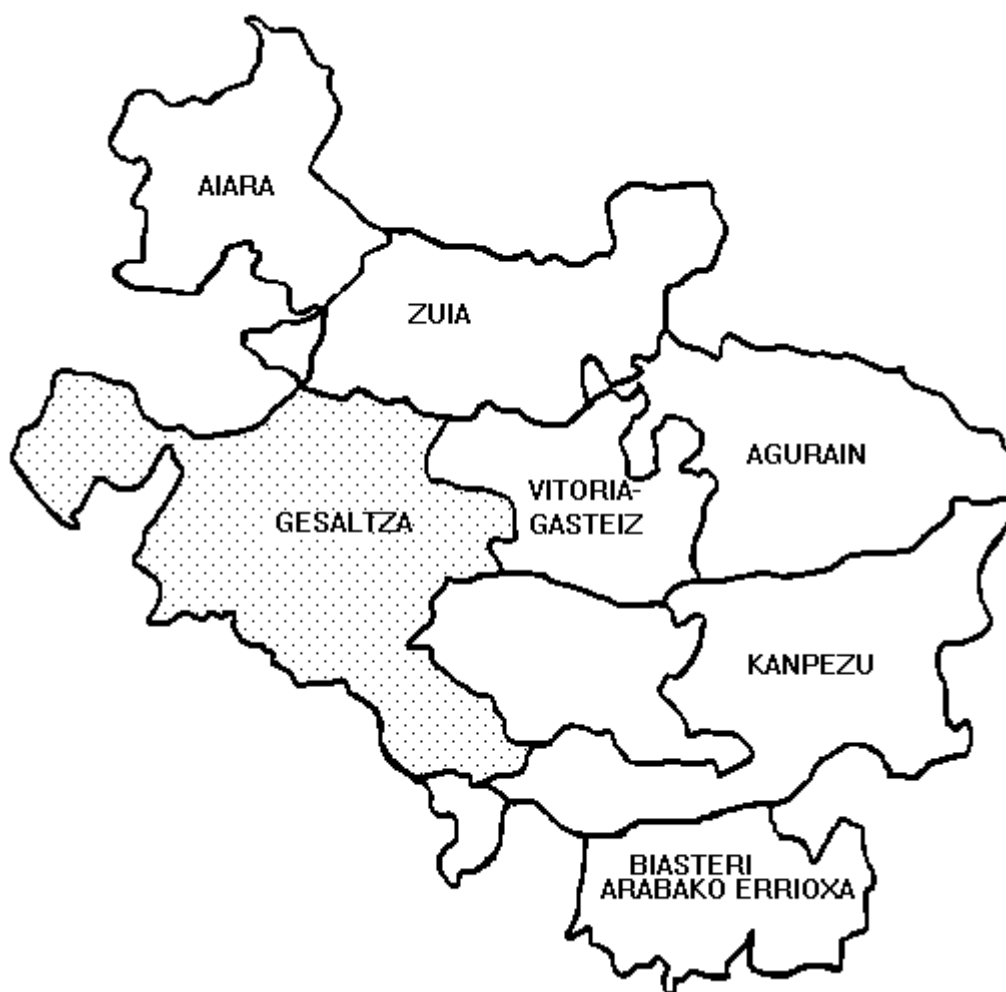 AIARA
ZUIA
AGURAIN
VITORIA-
GASTEIZ
GESALTZA
KANPEZU
BIASTERI
ARABAKO ERRIOXA